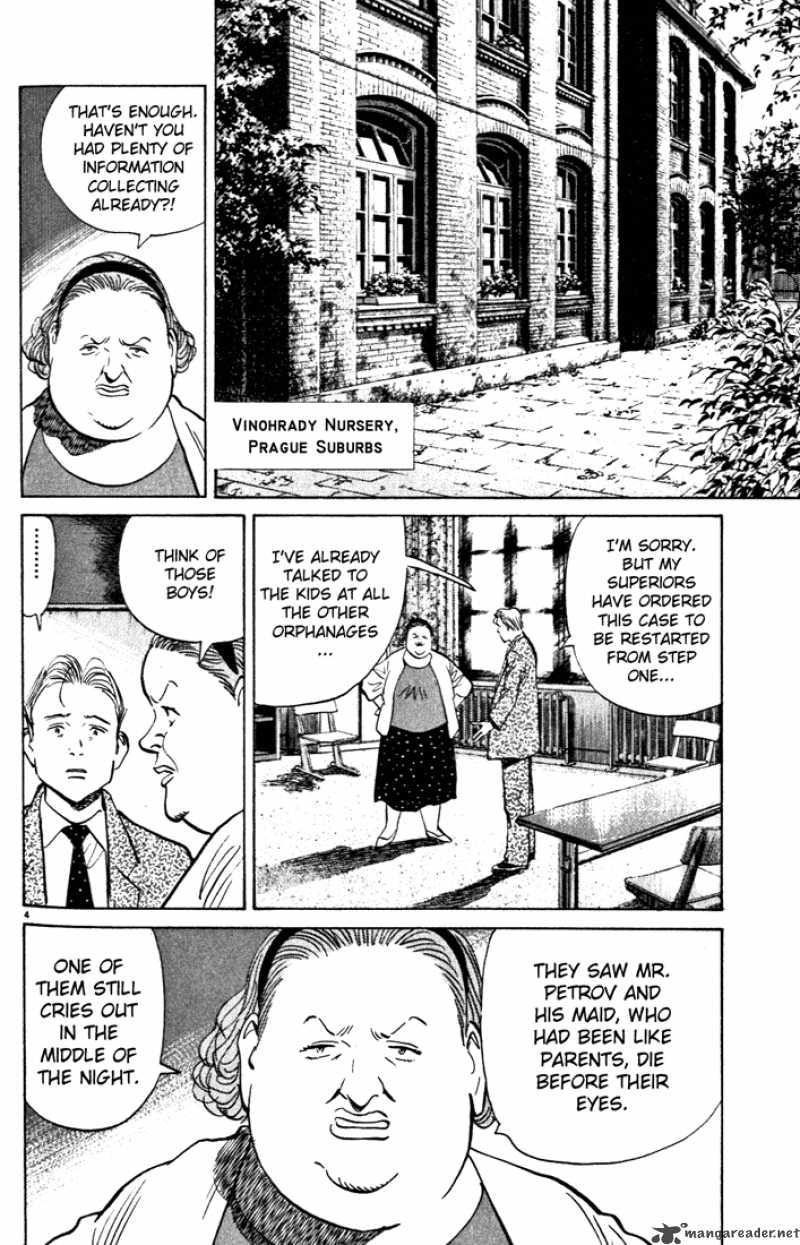 VINOHRADY NURSERY,
PRAGUE SUBURBS
THAT'S ENOUGH.
HAVEN'T YOU
HAD PLENTY OF
INFORMATION
COLLECTING
ALREADY?!
I'M SORRY.
BUT MY
SUPERIORS
HAVE ORDERED
THIS CASE TO
BE RESTARTED
FROM STEP
ONE...
I'VE ALREADY
TALKED TO
THE KIDS AT ALL
THE OTHER
ORPHANAGES
...
THINK OF
THOSE
BOYS!
.........
4
THEY SAW MR.
PETROV AND
HIS MAID, WHO
HAD BEEN LIKE
PARENTS, DIE
BEFORE THEIR
EYES.
ONE OF
THEM STILL
CRIES OUT
IN THE
MIDDLE OF
THE NIGHT.
mangareader.net